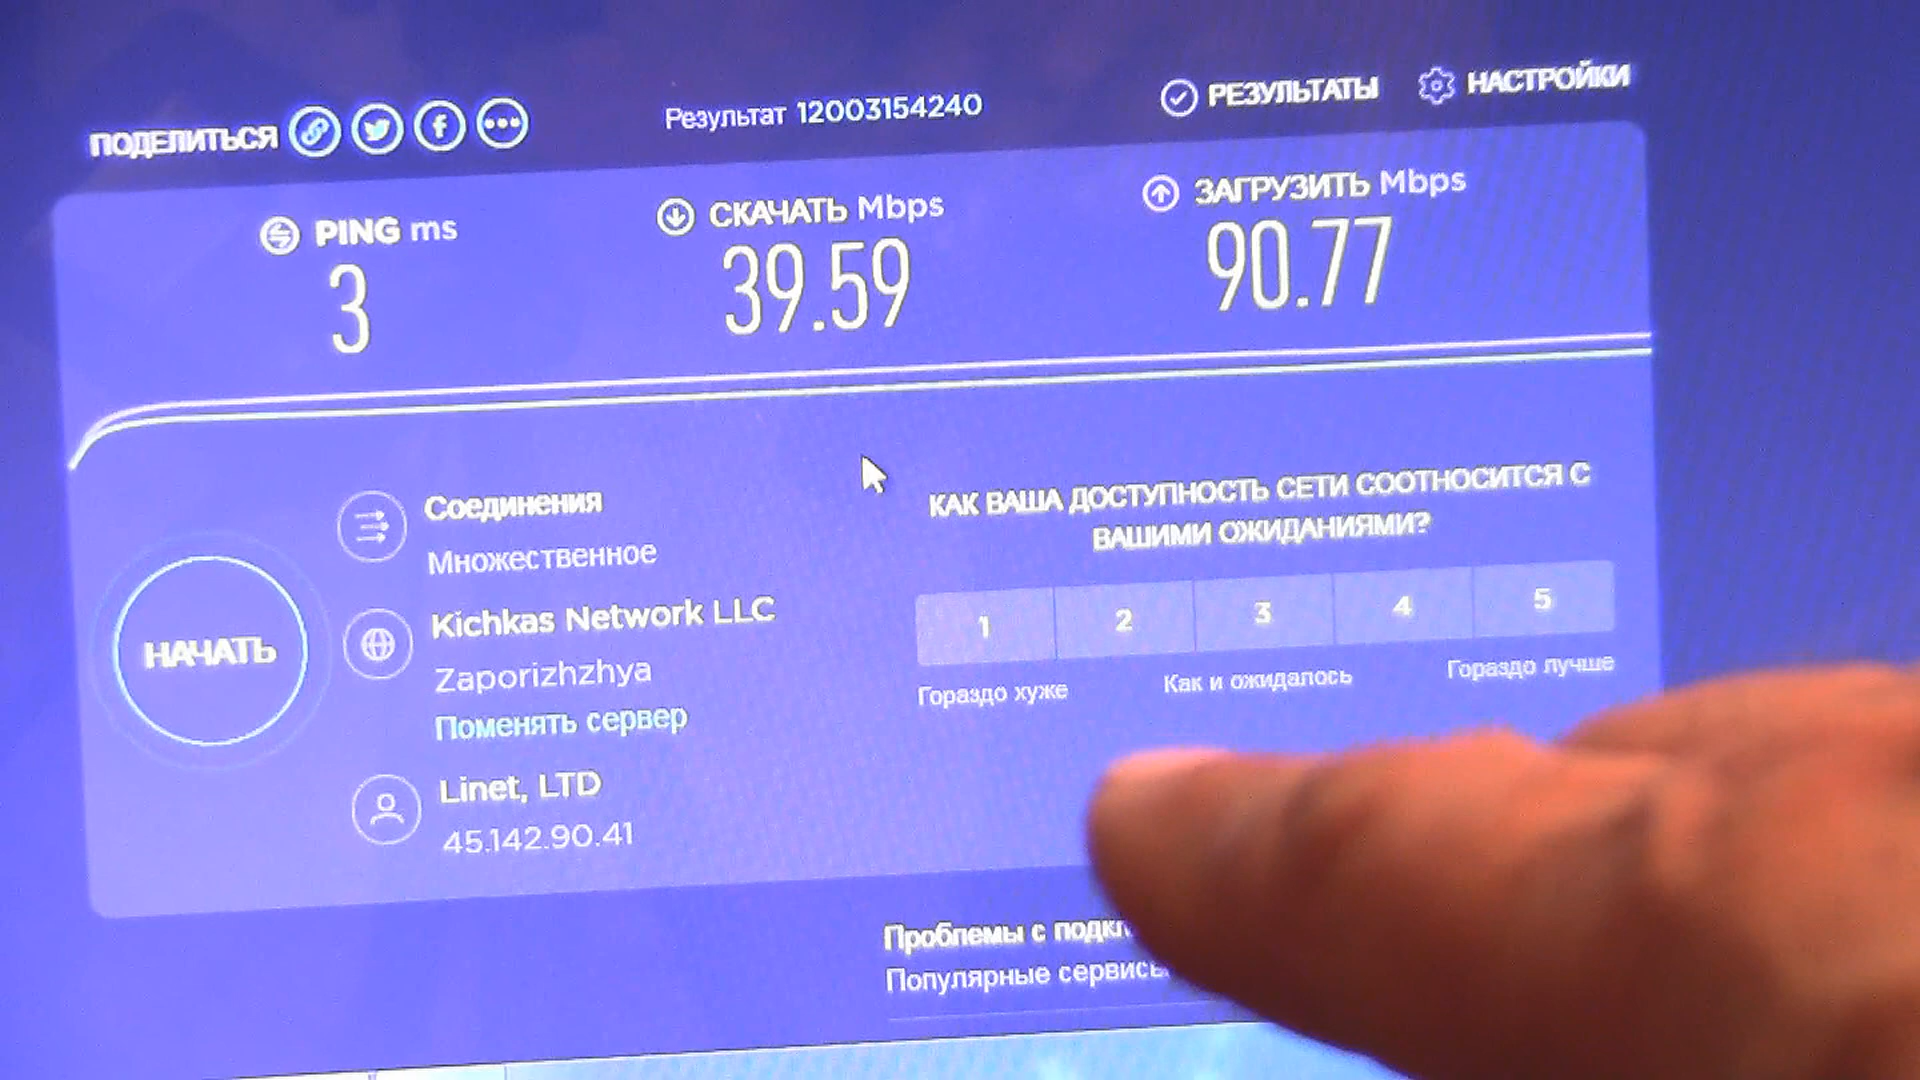 ПОДЕЛИТЬСЯ
Результат 12003154240
РЕЗУЛЬТАТЫ
НАСТРОЙКИ
PING ms
3
СКАЧАТЬ Mbps
39.59
ЗАГРУЗИТЬ Mbps
90.77
НАЧАТЬ
Соединения
Множественное
Kichkas Network LLC
Zaporizhzhya
Поменять сервер
Linet, LTD
45.142.90.41
КАК ВАША ДОСТУПНОСТЬ СЕТИ СООТНОСИТСЯ С
ВАШИМИ ОЖИДАНИЯМИ?
1 2 3 4 5
Гораздо хуже
Как и ожидалось
Гораздо лучше
Проблемы с
Популярные сервисы